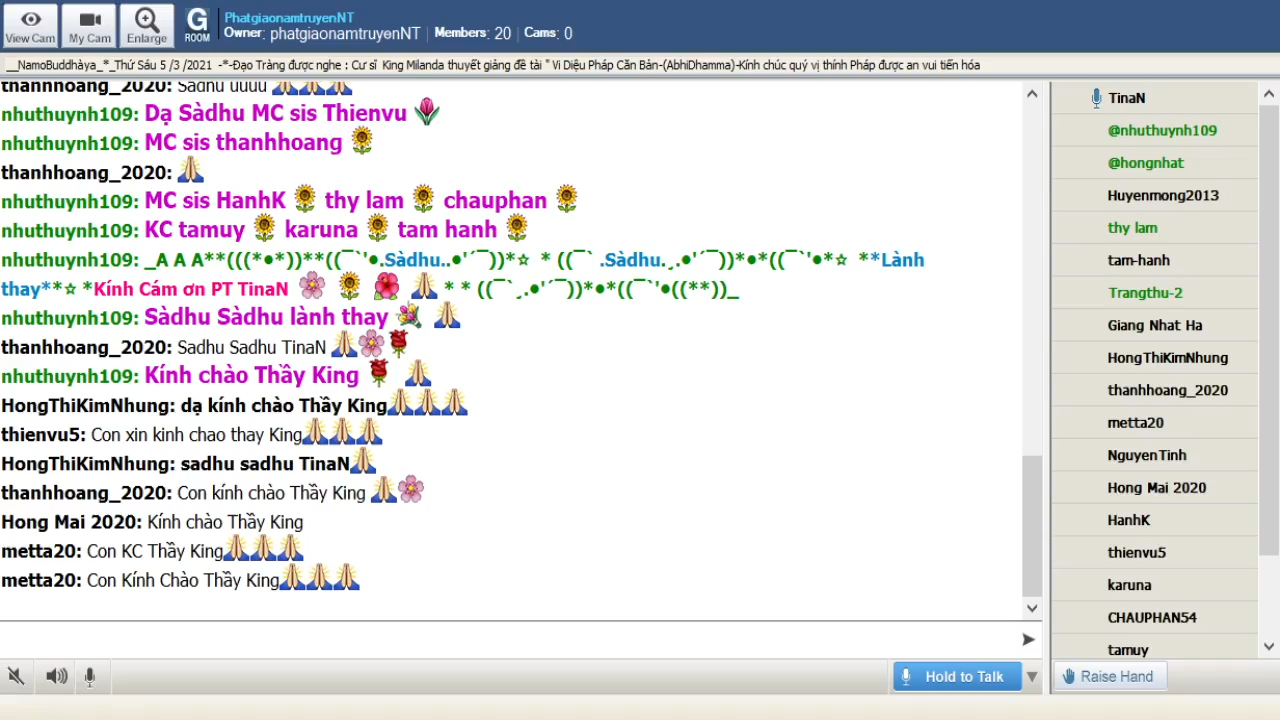 View Cam
My Cam
Enlarge
G ROOM
PhatgiaonamtruyenNT
Owner: phatgiaonamtruyenNT | Members: 20 | Cams: 0
__NamoBuddhàya_*_Thứ Sáu 5 /3 /2021 -*-Đạo Tràng được nghe : Cư sĩ King Milanda thuyết giảng đề tài " Vi Diệu Pháp Căn Bản-(AbhiDhamma)-Kính chúc quý vị thính Pháp được an vui tiến hóa
thanhhoang_2020: Sadhu uuuu 🙏🙏🙏
nhuthuynh109: Dạ Sàdhu MC sis Thienvu 🌷
nhuthuynh109: MC sis thanhhoang 🌻
thanhhoang_2020: 🙏
nhuthuynh109: MC sis HanhK 🌻 thy lam 🌻 chauphan 🌻
nhuthuynh109: KC tamuy 🌻 karuna 🌻 tam hanh 🌻
nhuthuynh109: _A A A**(((*•*))**((¯`'•.Sàdhu..•'´¯))*☆ * ((¯` .Sàdhu.¸.•'´¯))*•*((¯`'•*☆ **Lành
thay**☆ *Kính Cám ơn PT TinaN 🌸 🌻 🌺 🙏 * * ((¯`¸.•'´¯))*•*((¯`'•((**))_
nhuthuynh109: Sàdhu Sàdhu lành thay 💐 🙏
thanhhoang_2020: Sadhu Sadhu TinaN 🙏🌸🌹
nhuthuynh109: Kính chào Thầy King 🌹 🙏
HongThiKimNhung: dạ kính chào Thầy King🙏🙏🙏
thienvu5: Con xin kinh chao thay King🙏🙏🙏
HongThiKimNhung: sadhu sadhu TinaN🙏
thanhhoang_2020: Con kính chào Thầy King 🙏🌸
Hong Mai 2020: Kính chào Thầy King
metta20: Con KC Thầy King🙏🙏🙏
metta20: Con Kính Chào Thầy King🙏🙏🙏
Hold to Talk
TinaN
@nhuthuynh109
@hongnhat
Huyenmong2013
thy lam
tam-hanh
Trangthu-2
Giang Nhat Ha
HongThiKimNhung
thanhhoang_2020
metta20
NguyenTinh
Hong Mai 2020
HanhK
thienvu5
karuna
CHAUPHAN54
tamuy
Raise Hand